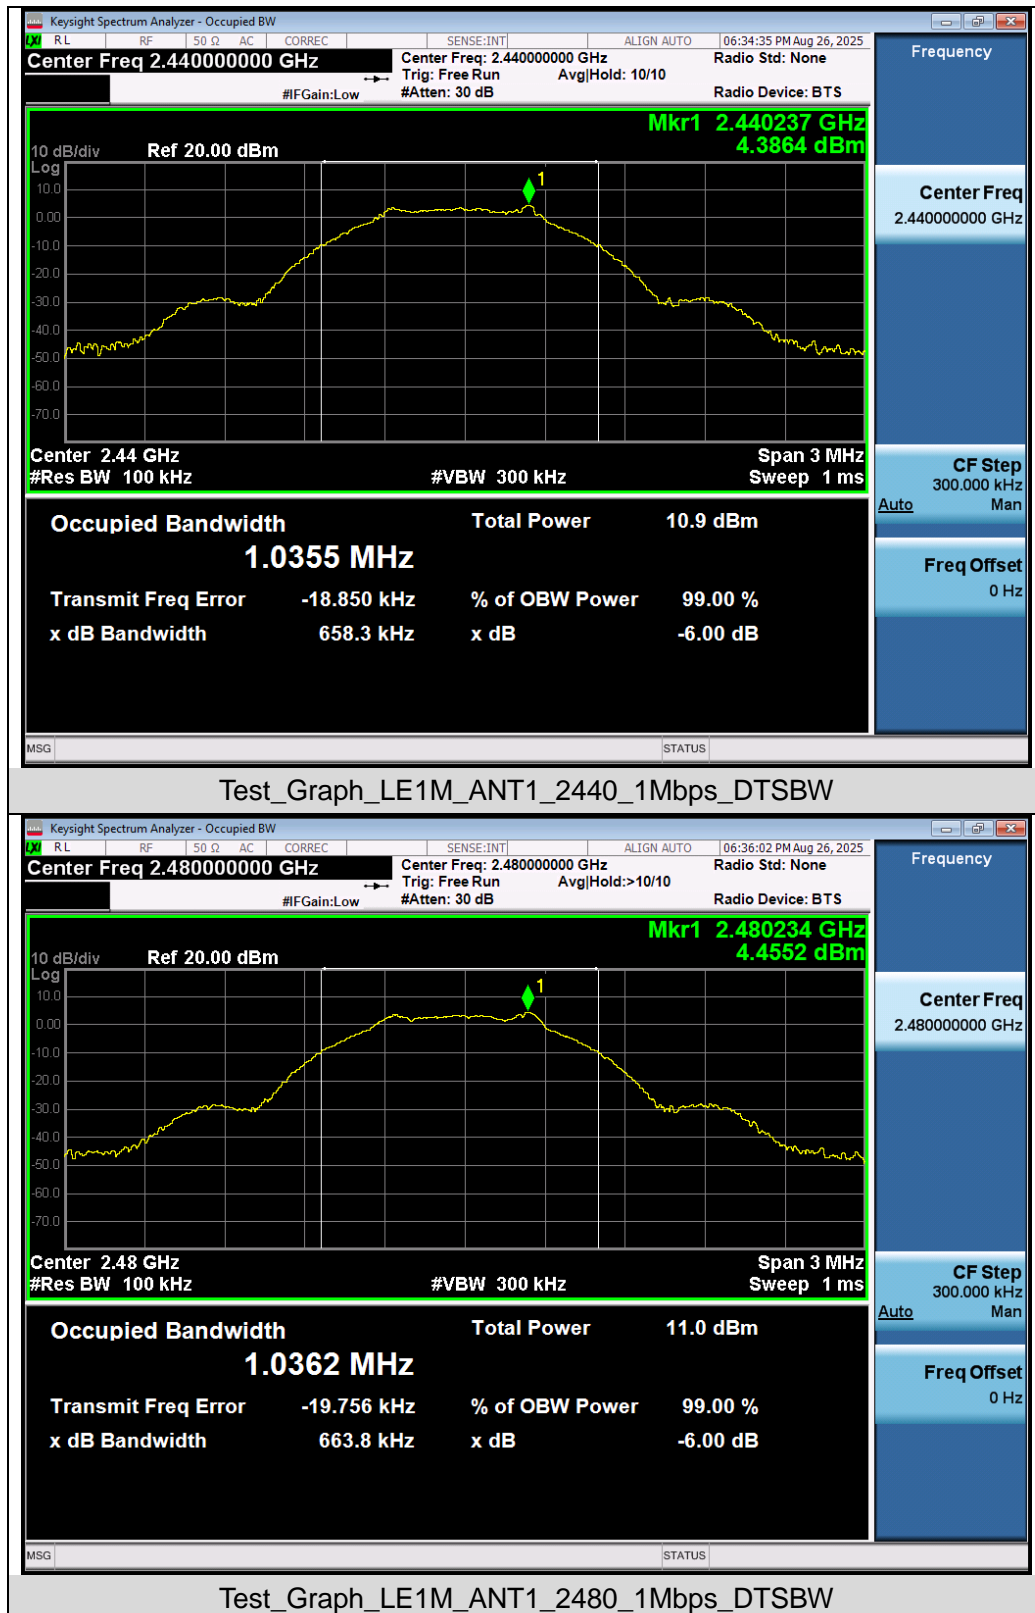 Keysight Spectrum Analyzer - Occupied BW
LXI RL RF 50 Ω AC CORREC SENSE:INT ALIGN AUTO 06:34:35 PM Aug 26, 2025
Center Freq 2.440000000 GHz
Center Freq: 2.440000000 GHz Radio Std: None
Trig: Free Run Avg|Hold: 10/10
#IFGain:Low #Atten: 30 dB Radio Device: BTS
Frequency
Mkr1 2.440237 GHz
4.3864 dBm
10 dB/div Ref 20.00 dBm
Log
10.0
0.00
-10.0
-20.0
-30.0
-40.0
-50.0
-60.0
-70.0
1
Center 2.44 GHz Span 3 MHz
#Res BW 100 kHz #VBW 300 kHz Sweep 1 ms
Center Freq
2.440000000 GHz
CF Step
300.000 kHz
Auto Man
Freq Offset
0 Hz
Occupied Bandwidth Total Power 10.9 dBm
1.0355 MHz
Transmit Freq Error -18.850 kHz % of OBW Power 99.00 %
x dB Bandwidth 658.3 kHz x dB -6.00 dB
MSG STATUS
Test_Graph_LE1M_ANT1_2440_1Mbps_DTSBW
Keysight Spectrum Analyzer - Occupied BW
LXI RL RF 50 Ω AC CORREC SENSE:INT ALIGN AUTO 06:36:02 PM Aug 26, 2025
Center Freq 2.480000000 GHz
Center Freq: 2.480000000 GHz Radio Std: None
Trig: Free Run Avg|Hold:>10/10
#IFGain:Low #Atten: 30 dB Radio Device: BTS
Frequency
Mkr1 2.480234 GHz
4.4552 dBm
10 dB/div Ref 20.00 dBm
Log
10.0
0.00
-10.0
-20.0
-30.0
-40.0
-50.0
-60.0
-70.0
1
Center 2.48 GHz Span 3 MHz
#Res BW 100 kHz #VBW 300 kHz Sweep 1 ms
Center Freq
2.480000000 GHz
CF Step
300.000 kHz
Auto Man
Freq Offset
0 Hz
Occupied Bandwidth Total Power 11.0 dBm
1.0362 MHz
Transmit Freq Error -19.756 kHz % of OBW Power 99.00 %
x dB Bandwidth 663.8 kHz x dB -6.00 dB
MSG STATUS
Test_Graph_LE1M_ANT1_2480_1Mbps_DTSBW